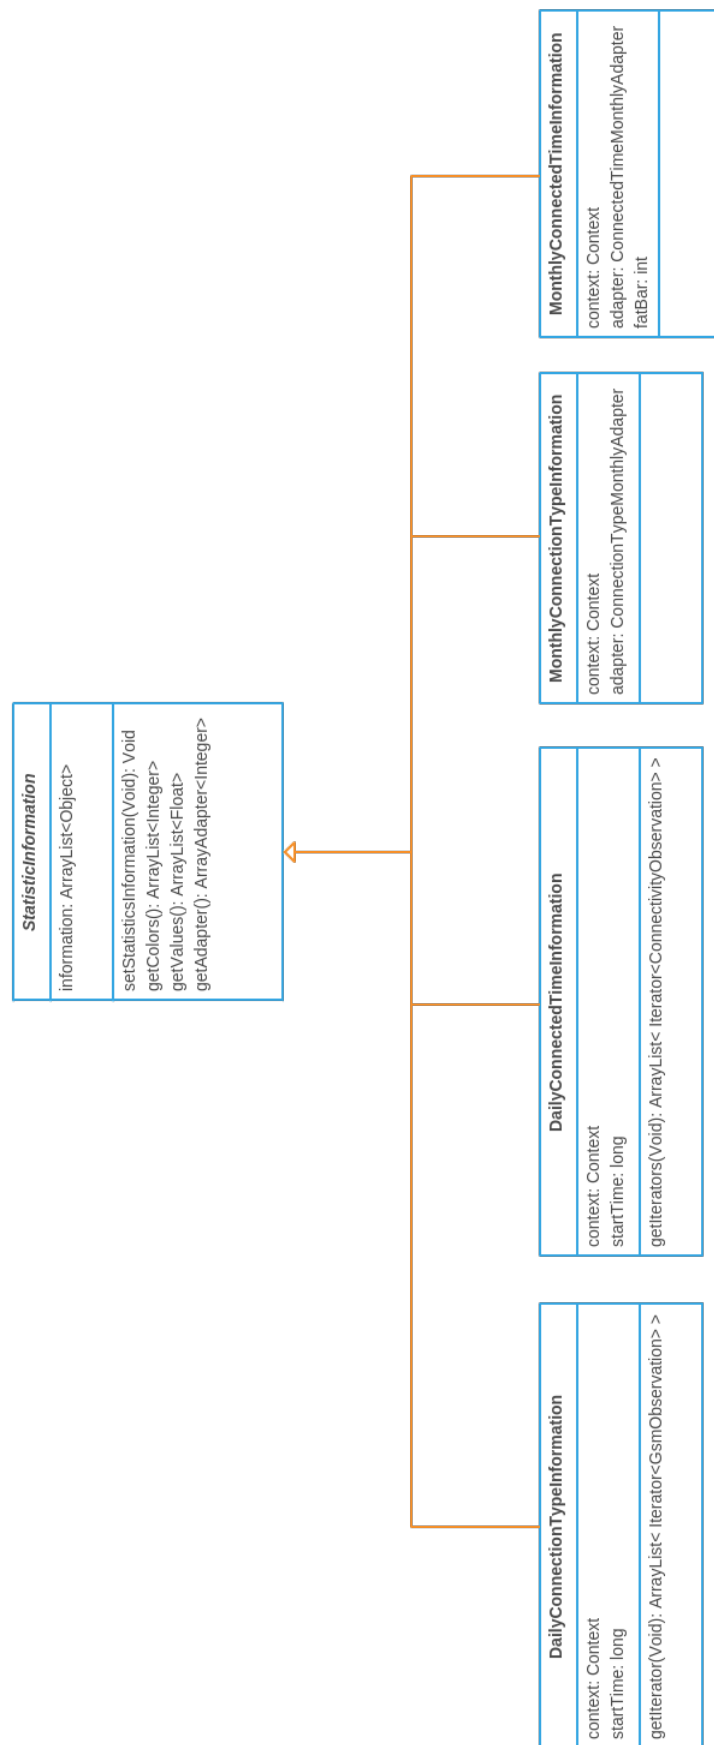 StatisticInformation
information: ArrayList<Object>
setStatisticsInformation(Void): Void
getColors(): ArrayList<Integer>
getValues(): ArrayList<Float>
getAdapter(): ArrayAdapter<Integer>
DailyConnectionTypeInformation
context: Context
startTime: long
getIterator(Void): ArrayList< Iterator<GsmObservation> >
DailyConnectedTimeInformation
context: Context
startTime: long
getIterators(Void): ArrayList< Iterator<ConnectivityObservation> >
MonthlyConnectionTypeInformation
context: Context
adapter: ConnectionTypeMonthlyAdapter
MonthlyConnectedTimeInformation
context: Context
adapter: ConnectedTimeMonthlyAdapter
fatBar: int